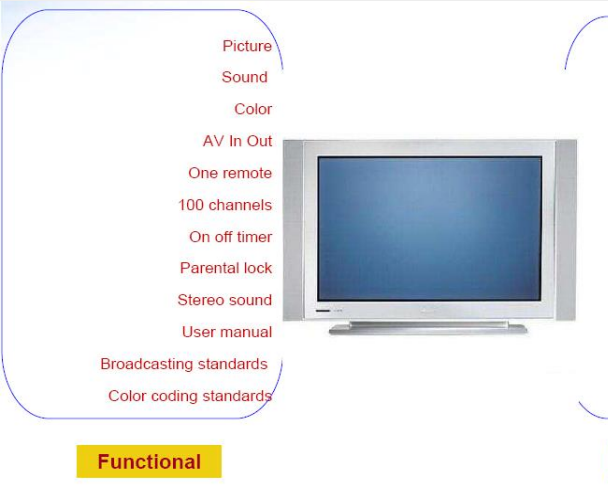 Picture
Sound
Color
AV In Out
One remote
100 channels
On off timer
Parental lock
Stereo sound
User manual
Broadcasting standards
Color coding standards
Functional